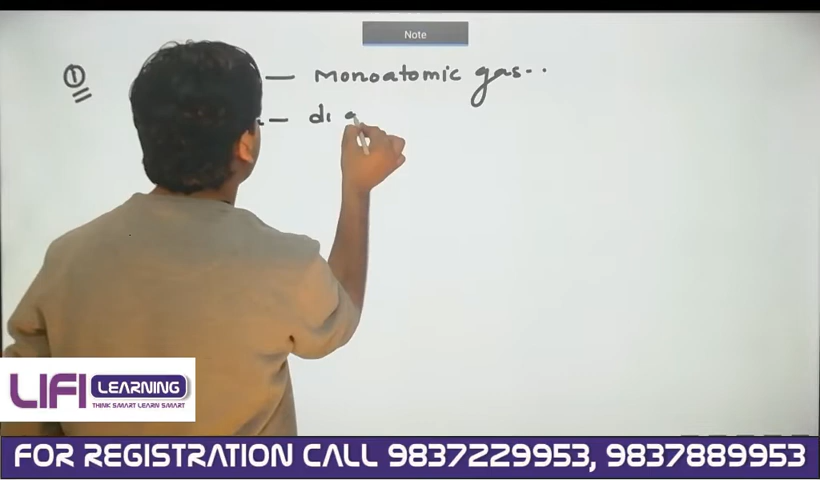 Note
① — Monoatomic gas..
— di a
LIFI LEARNING
THINK SMART LEARN SMART
FOR REGISTRATION CALL 9837229953, 9837889953